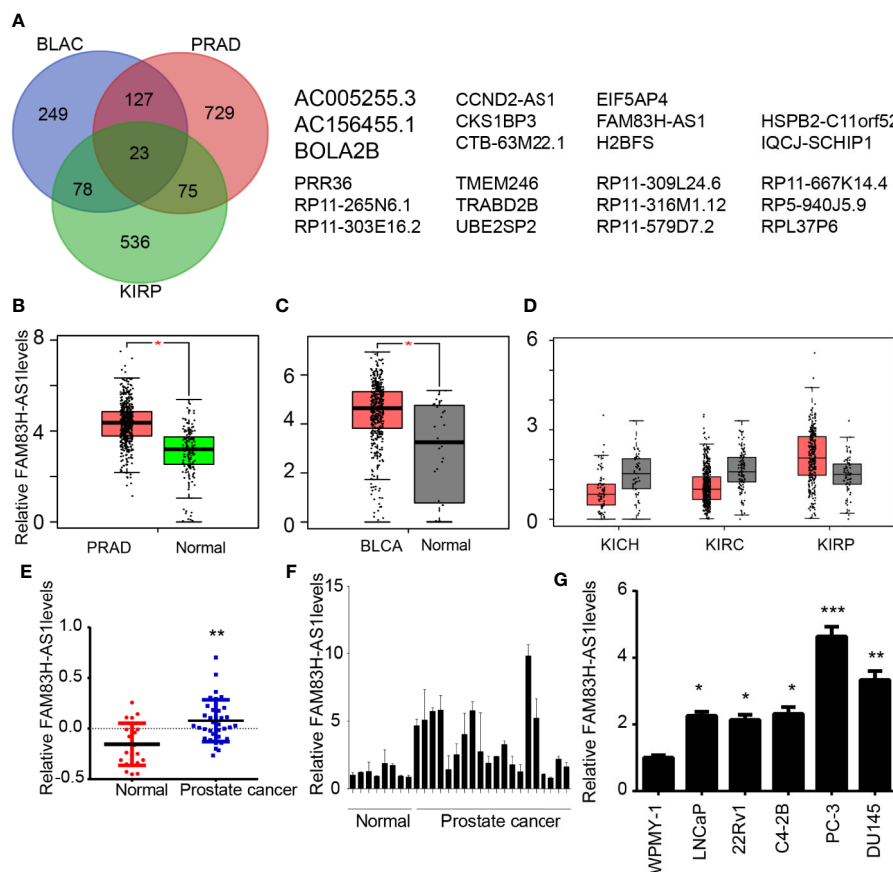 A
BLAC
PRAD
249
127
729
23
78
75
536
KIRP
AC005255.3 CCND2-AS1 EIF5AP4
AC156455.1 CKS1BP3 FAM83H-AS1 HSPB2-C11orf52
BOLA2B CTB-63M22.1 H2BFS IQCJ-SCHIP1
PRR36 TMEM246 RP11-309L24.6 RP11-667K14.4
RP11-265N6.1 TRABD2B RP11-316M1.12 RP5-940J5.9
RP11-303E16.2 UBE2SP2 RP11-579D7.2 RPL37P6
B
Relative FAM83H-AS1levels
8
4
0
*
PRAD Normal
C
6
4
2
0
*
BLCA Normal
D
6
2
0
KICH KIRC KIRP
E
Relative FAM83H-AS1levels
1.0
0.5
0.0
-0.5
**
Normal Prostate cancer
F
Relative FAM83H-AS1levels
15
10
5
0
Normal Prostate cancer
G
Relative FAM83H-AS1levels
6
4
2
0
* * * *** **
WPMY-1
LNCaP
22Rv1
C4-2B
PC-3
DU145